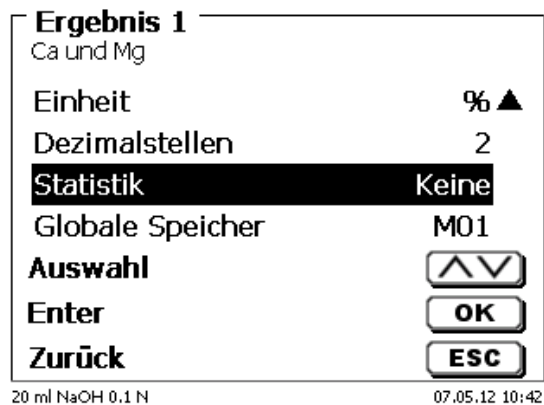 Ergebnis 1
Ca und Mg
Einheit % ▲
Dezimalstellen 2
Statistik Keine
Globale Speicher M01
Auswahl
Enter OK
Zurück ESC
20 ml NaOH 0.1 N 07.05.12 10:42